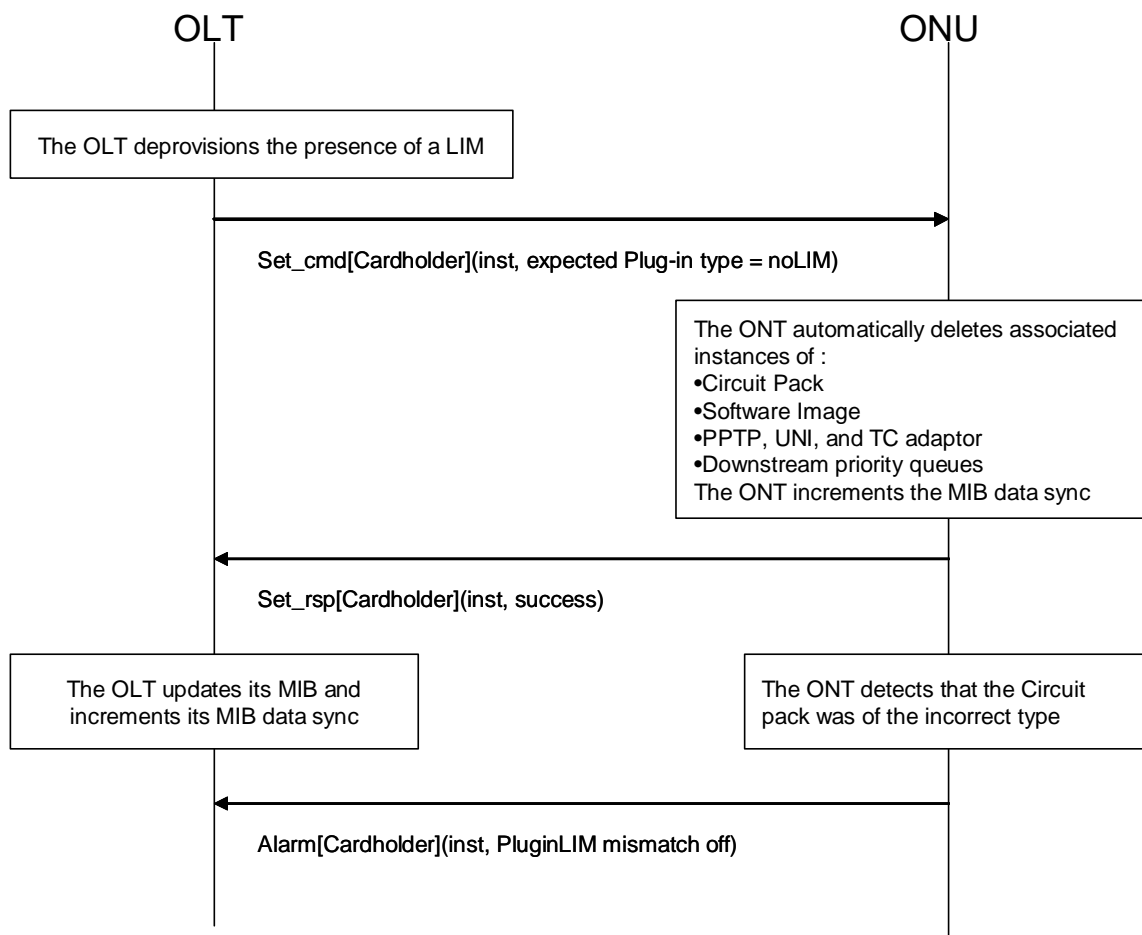 OLT
ONU
The OLT deprovisions the presence of a LIM
Set_cmd[Cardholder](inst, expected Plug-in type = noLIM)
The ONT automatically deletes associated
instances of :
•Circuit Pack
•Software Image
•PPTP, UNI, and TC adaptor
•Downstream priority queues
The ONT increments the MIB data sync
Set_rsp[Cardholder](inst, success)
The OLT updates its MIB and
increments its MIB data sync
The ONT detects that the Circuit
pack was of the incorrect type
Alarm[Cardholder](inst, PluginLIM mismatch off)